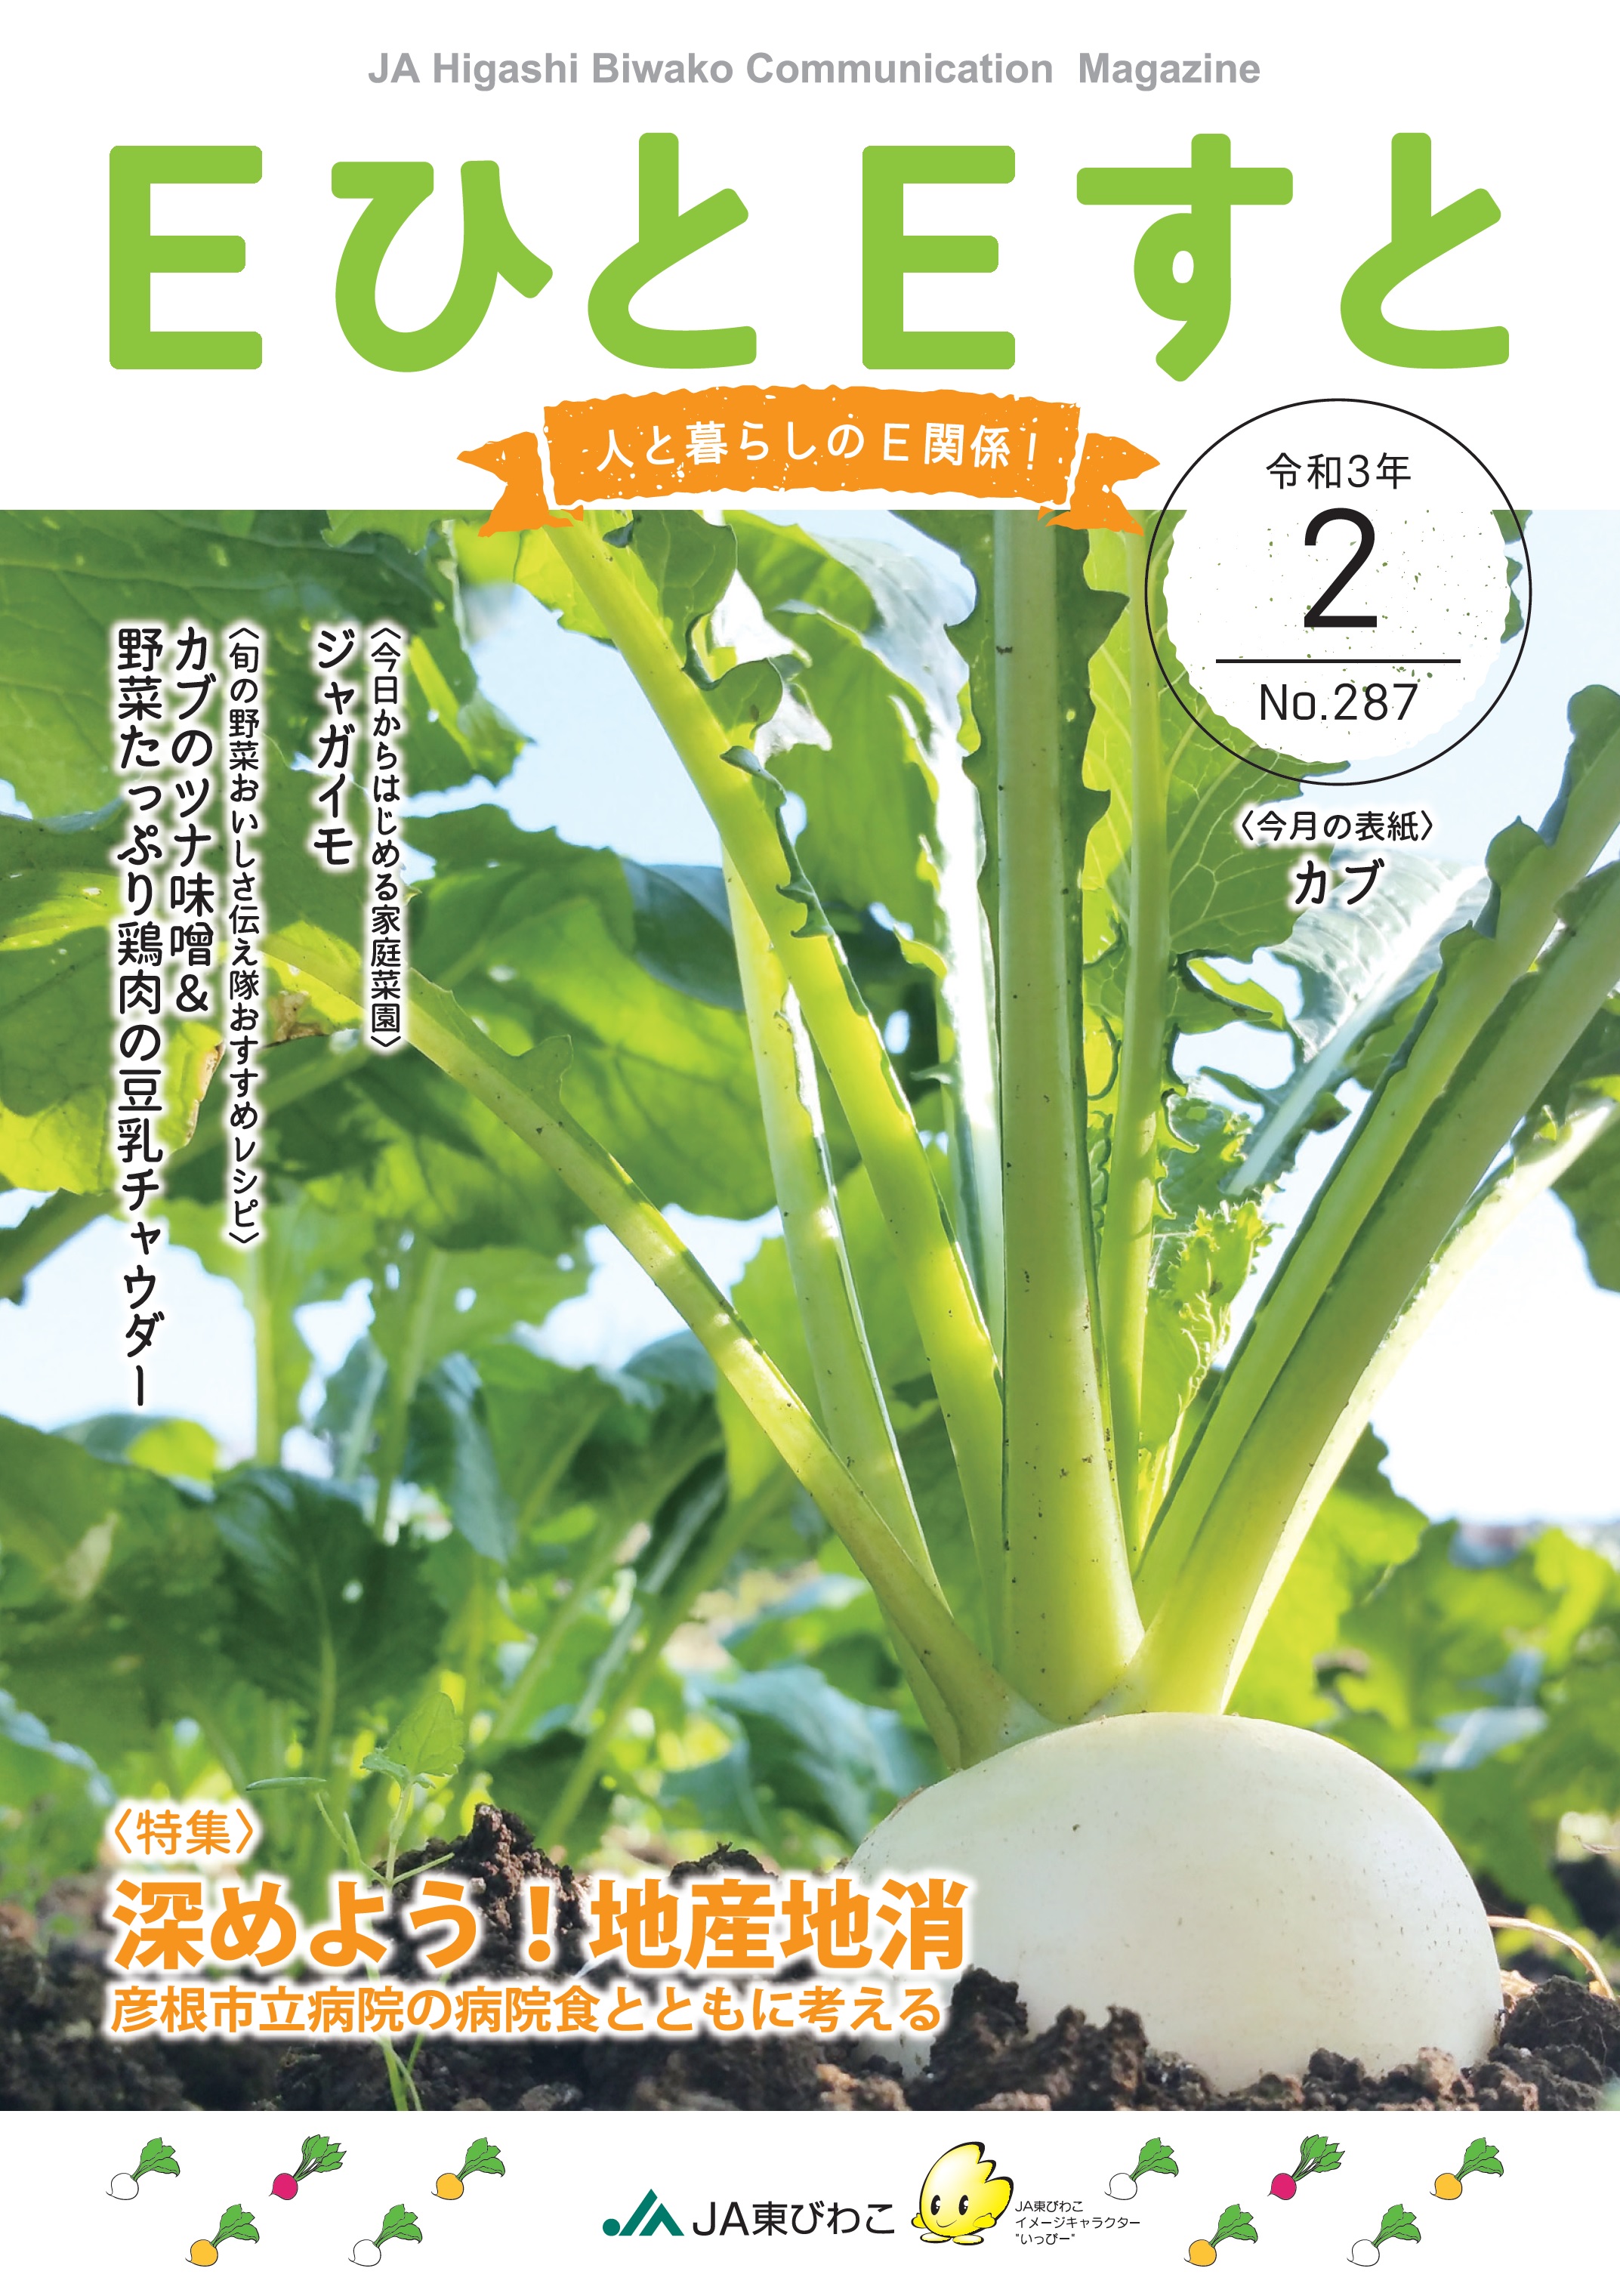 JA Higashi Biwako Communication Magazine
EひとEすと
人と暮らしのE関係!
令和3年
2
No.287
〈今月の表紙〉
カブ
〈今日からはじめる家庭菜園〉
ジャガイモ
〈旬の野菜おいしさ伝え隊おすすめレシピ〉
カブのツナ味噌&
野菜たっぷり鶏肉の豆乳チャウダー
〈特集〉
深めよう！地産地消
彦根市立病院の病院食とともに考える
JA東びわこ
JA東びわこ
イメージキャラクター
"いっぴー"